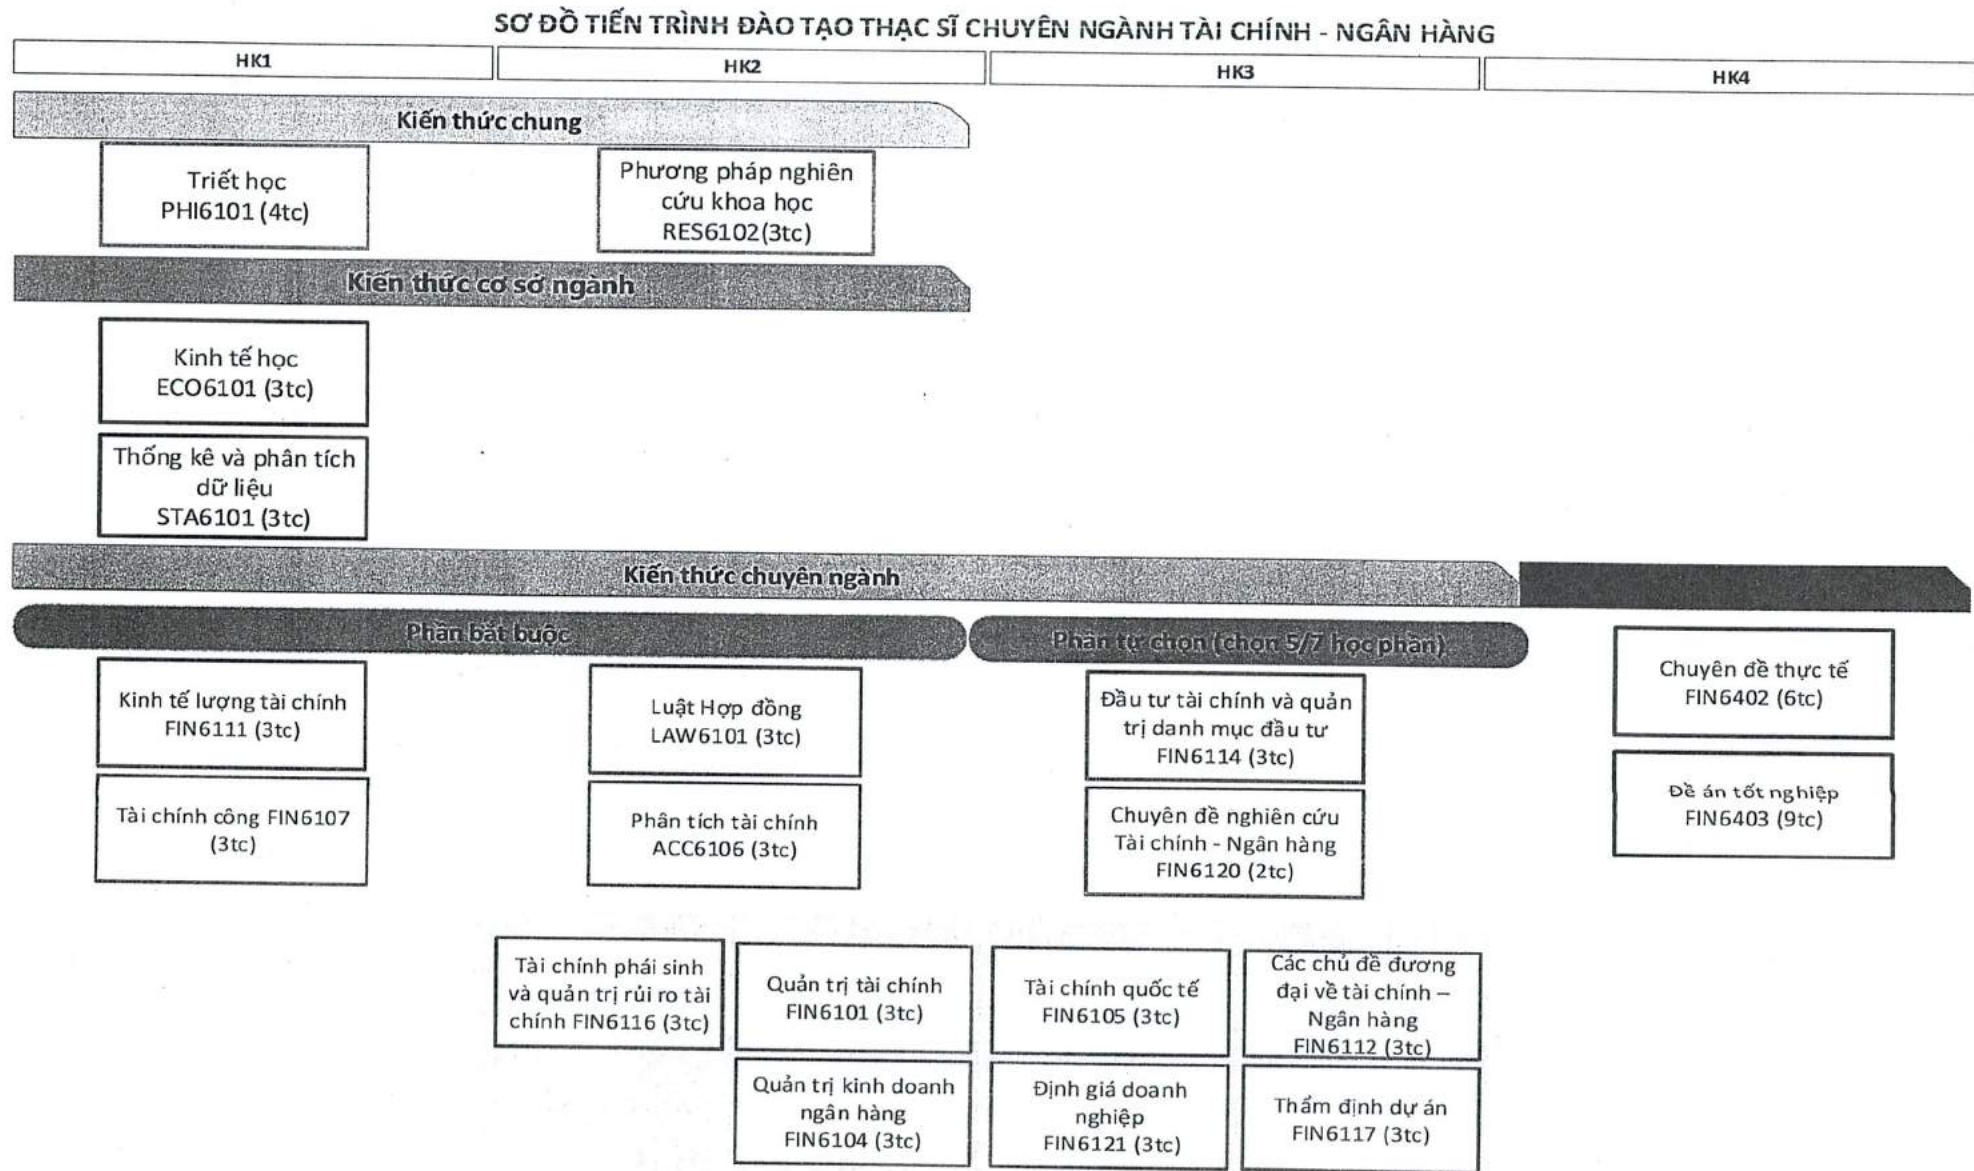 SƠ ĐỒ TIẾN TRÌNH ĐÀO TẠO THẠC SĨ CHUYÊN NGÀNH TÀI CHÍNH - NGÂN HÀNG
HK1
HK2
HK3
HK4
Kiến thức chung
Triết học
PHI6101 (4tc)
Phương pháp nghiên
cứu khoa học
RES6102(3tc)
Kiến thức cơ sở ngành
Kinh tế học
ECO6101 (3tc)
Thống kê và phân tích
dữ liệu
STA6101 (3tc)
Kiến thức chuyên ngành
Phần bắt buộc
Phần tự chọn (chọn 5/7 học phần)
Kinh tế lượng tài chính
FIN6111 (3tc)
Luật Hợp đồng
LAW6101 (3tc)
Đầu tư tài chính và quản
trị danh mục đầu tư
FIN6114 (3tc)
Chuyên đề thực tế
FIN6402 (6tc)
Tài chính công FIN6107
(3tc)
Phân tích tài chính
ACC6106 (3tc)
Chuyên đề nghiên cứu
Tài chính - Ngân hàng
FIN6120 (2tc)
Đề án tốt nghiệp
FIN6403 (9tc)
Tài chính phái sinh
và quản trị rủi ro tài
chính FIN6116 (3tc)
Quản trị tài chính
FIN6101 (3tc)
Tài chính quốc tế
FIN6105 (3tc)
Các chủ đề đương
đại về tài chính –
Ngân hàng
FIN6112 (3tc)
Quản trị kinh doanh
ngân hàng
FIN6104 (3tc)
Định giá doanh
nghiệp
FIN6121 (3tc)
Thẩm định dự án
FIN6117 (3tc)